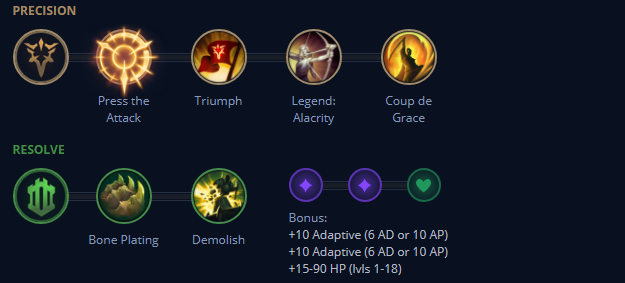 PRECISION
Press the
Attack
Triumph
Legend:
Alacrity
Coup de
Grace
RESOLVE
Bone Plating
Demolish
Bonus:
+10 Adaptive (6 AD or 10 AP)
+10 Adaptive (6 AD or 10 AP)
+15-90 HP (lvls 1-18)